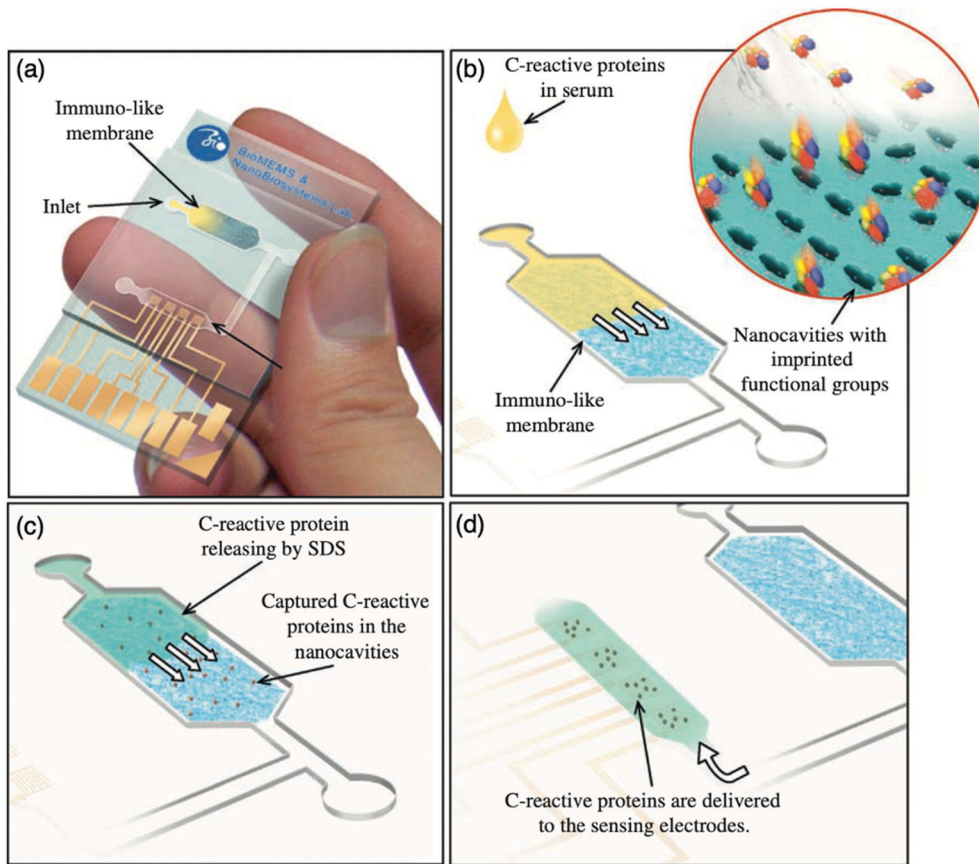 (a)
Immuno-like
membrane
Inlet
BioMEMS &
NanoBiosystems Lab.
(b)
C-reactive proteins
in serum
Immuno-like
membrane
Nanocavities with
imprinted
functional groups
(c)
C-reactive protein
releasing by SDS
Captured C-reactive
proteins in the
nanocavities
(d)
C-reactive proteins are delivered
to the sensing electrodes.